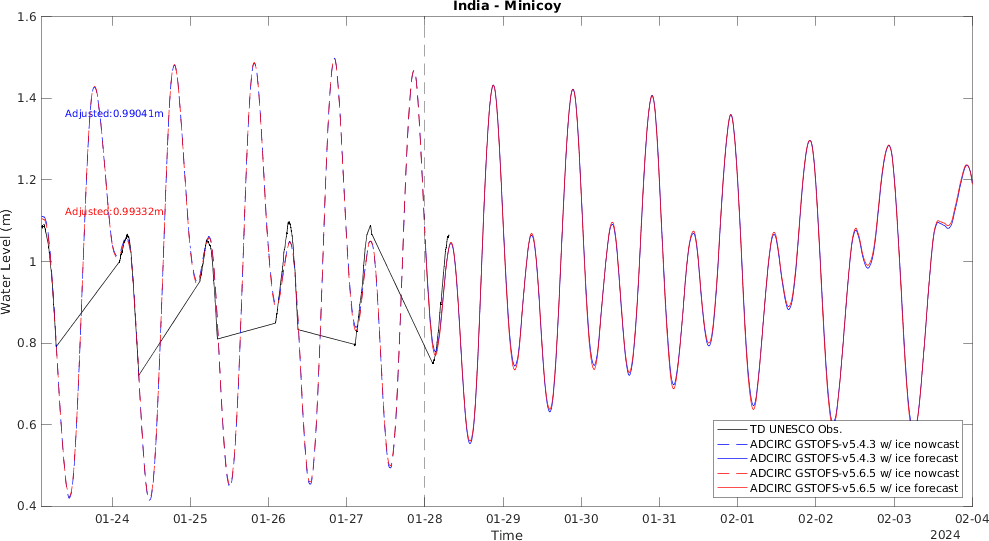 India - Minicoy
1.6
1.4
1.2
1
0.8
0.6
0.4
Water Level (m)
Adjusted:0.99041m
Adjusted:0.99332m
TD UNESCO Obs.
ADCIRC GSTOFS-v5.4.3 w/ ice nowcast
ADCIRC GSTOFS-v5.4.3 w/ ice forecast
ADCIRC GSTOFS-v5.6.5 w/ ice nowcast
ADCIRC GSTOFS-v5.6.5 w/ ice forecast
01-24 01-25 01-26 01-27 01-28 01-29 01-30 01-31 02-01 02-02 02-03 02-04
Time
2024